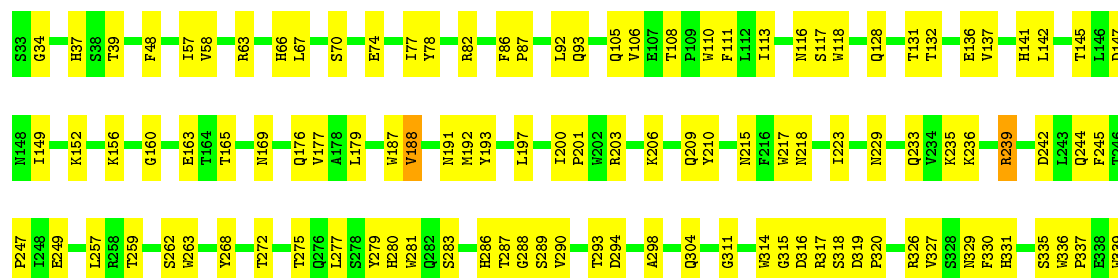 S33 G34 H37 S38 T39 F48 I57 V58 R63 H66 L67 S70 E74 I77 Y78 R82 F86 P87 L92 Q93 Q105 V106 E107 T108 P109 W110 F111 L112 I113 N116 S117 W118 Q128 T131 T132 E136 V137 H141 L142 T145 L146 D147
N148 I149 K152 K156 G160 E163 T164 T165 N169 Q176 V177 A178 L179 W187 V188 N191 M192 Y193 L197 I200 P201 W202 R203 K206 Q209 Y210 N215 F216 W217 N218 I223 N229 Q233 V234 K235 K236 R239 D242 L243 Q244 F245 T246
P247 I248 E249 L257 R258 T259 S262 W263 Y268 T272 T275 Q276 L277 S278 Y279 H280 W281 Q282 S283 H286 T287 G288 S289 V290 T293 D294 A298 Q304 G311 W314 G315 D316 R317 S318 D319 P320 R326 V327 S328 N329 F330 H331 S335 W336 P337 E338